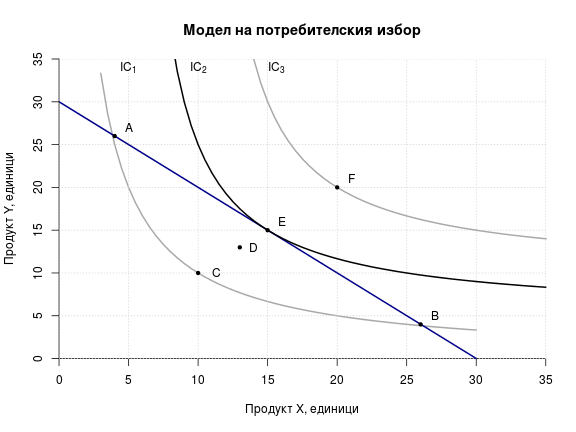 Модел на потребителския избор
Продукт Y, единици
35
30
25
20
15
10
5
0
IC₁
IC₂
IC₃
A
F
E
D
C
B
0 5 10 15 20 25 30 35
Продукт X, единици